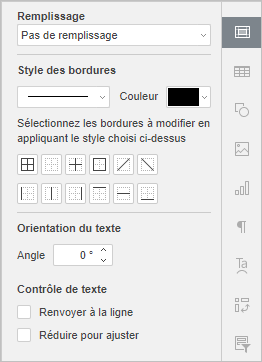 Remplissage
Pas de remplissage
Style des bordures
Couleur
Sélectionnez les bordures à modifier en
appliquant le style choisi ci-dessus
Orientation du texte
Angle 0 °
Contrôle de texte
Renvoyer à la ligne
Réduire pour ajuster
Ta